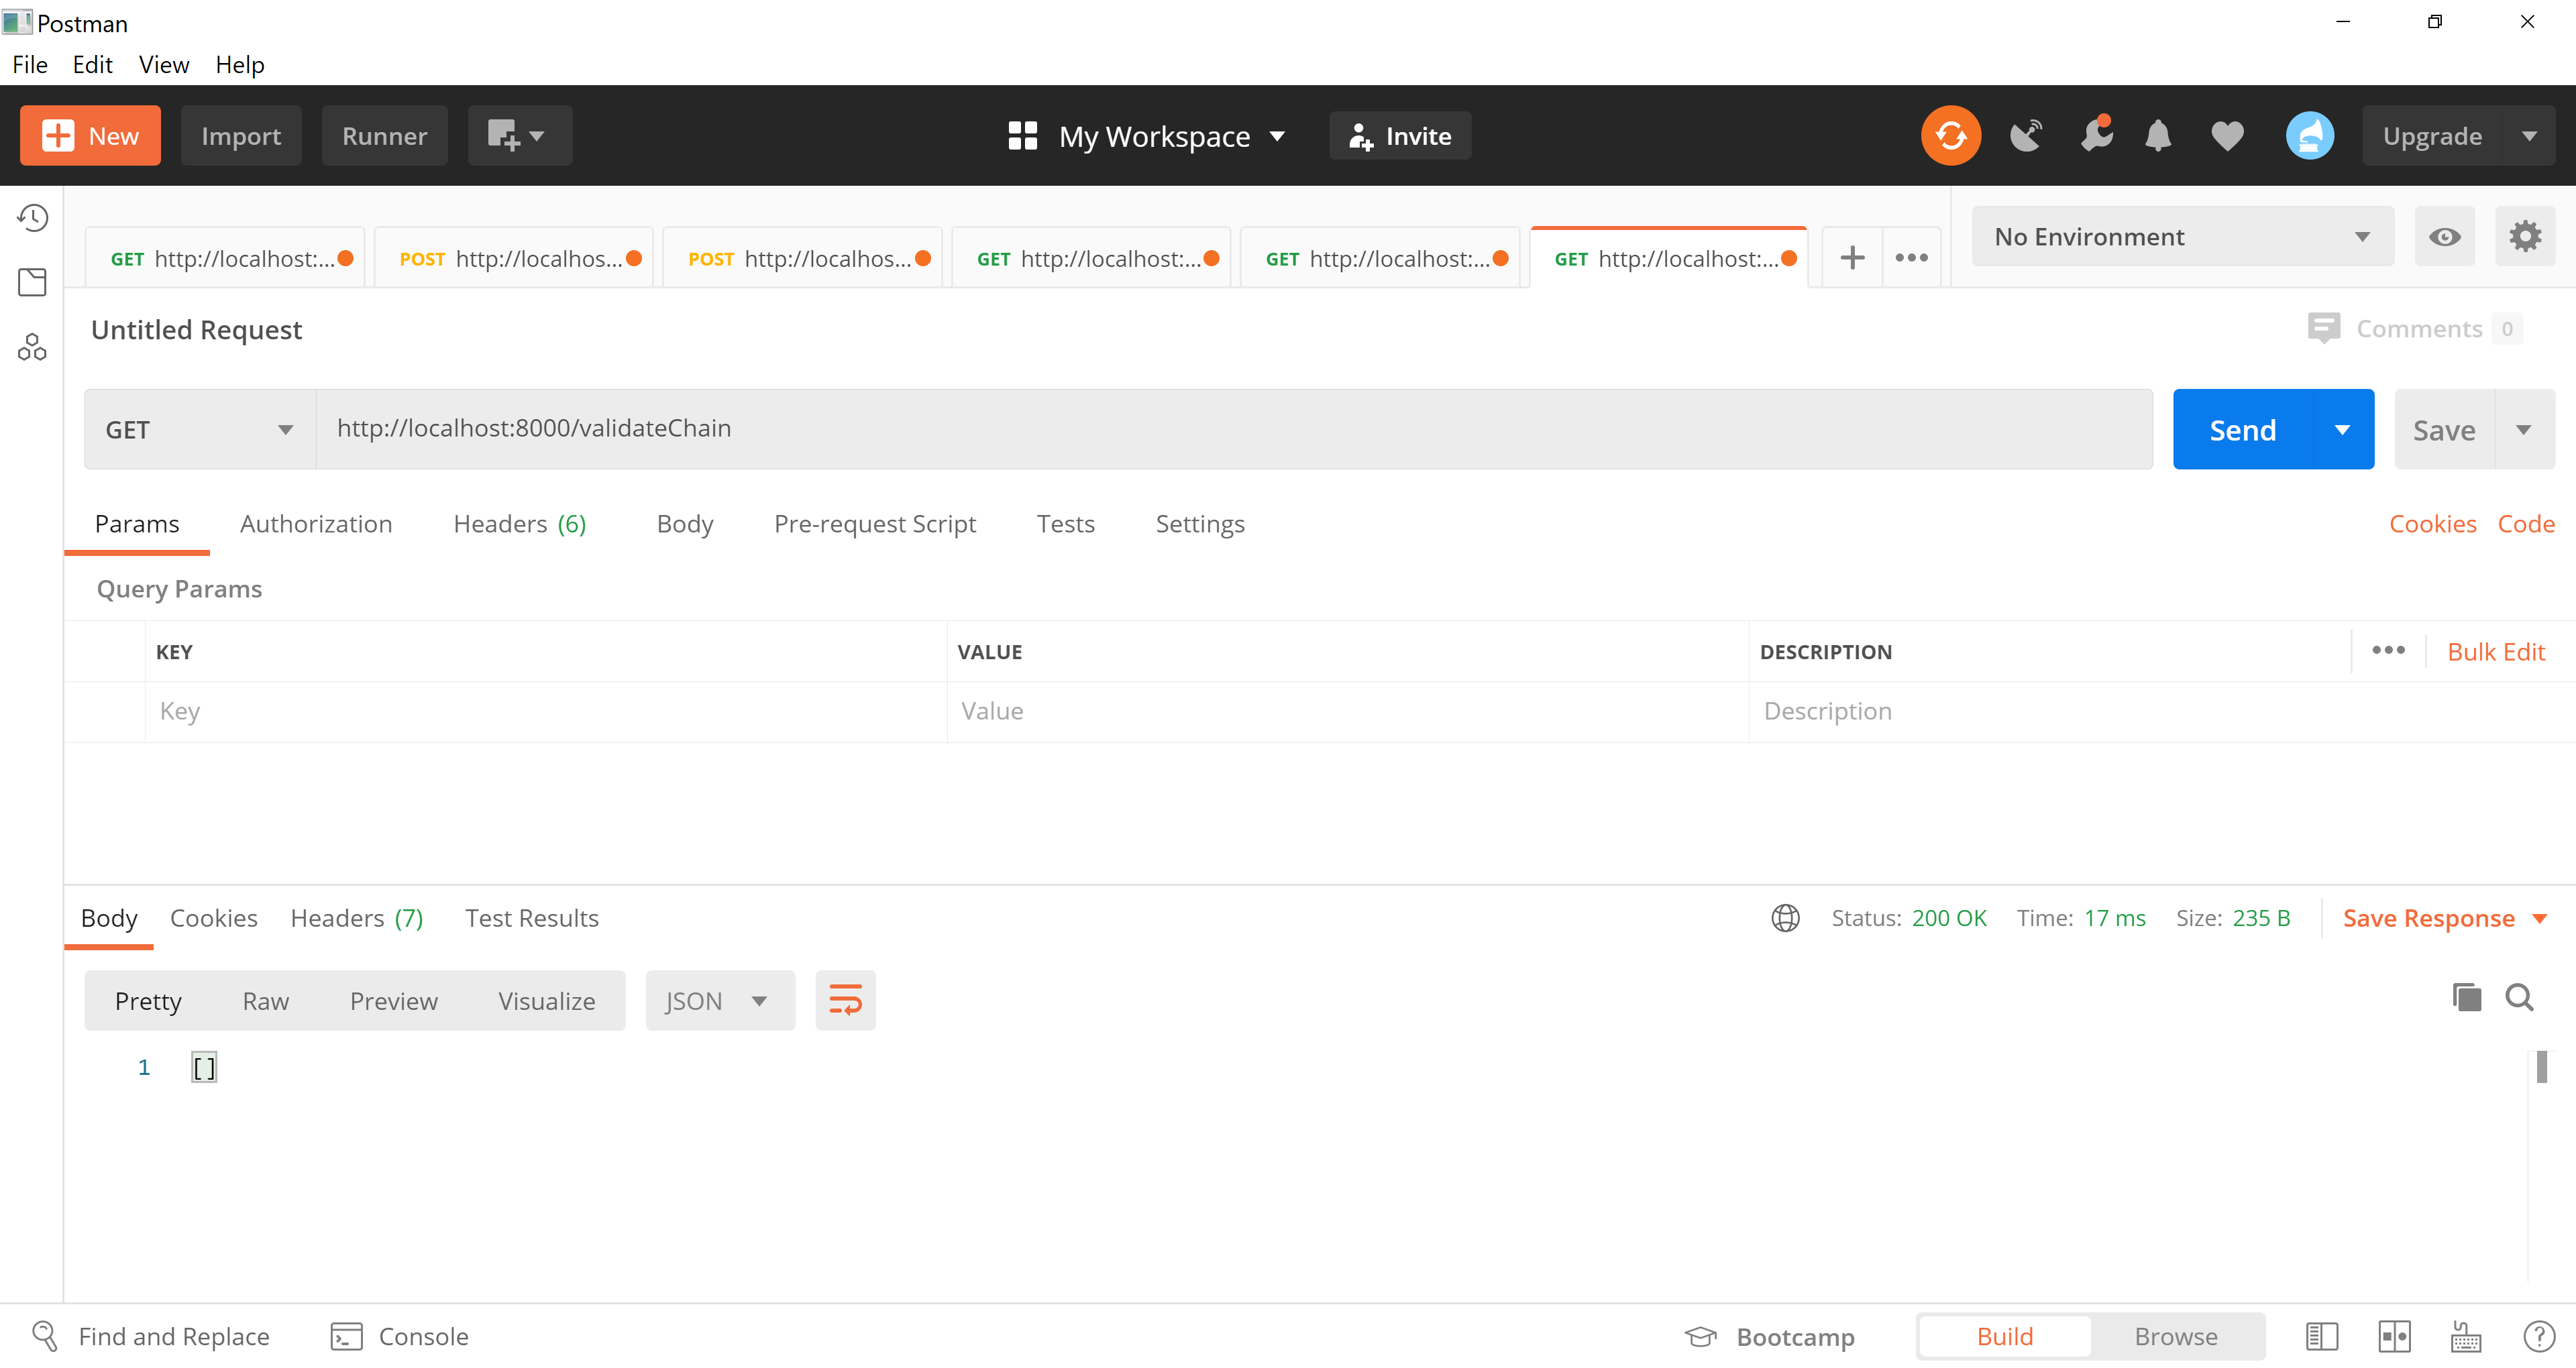 Postman
File Edit View Help
New Import Runner My Workspace Invite Upgrade
GET http://localhost:... POST http://localhos... POST http://localhos... GET http://localhost:... GET http://localhost:... GET http://localhost:... No Environment
Untitled Request Comments 0
GET http://localhost:8000/validateChain Send Save
Params Authorization Headers (6) Body Pre-request Script Tests Settings Cookies Code
Query Params
KEY VALUE DESCRIPTION Bulk Edit
Key Value Description
Body Cookies Headers (7) Test Results Status: 200 OK Time: 17 ms Size: 235 B Save Response
Pretty Raw Preview Visualize JSON
1 []
Find and Replace Console Bootcamp Build Browse